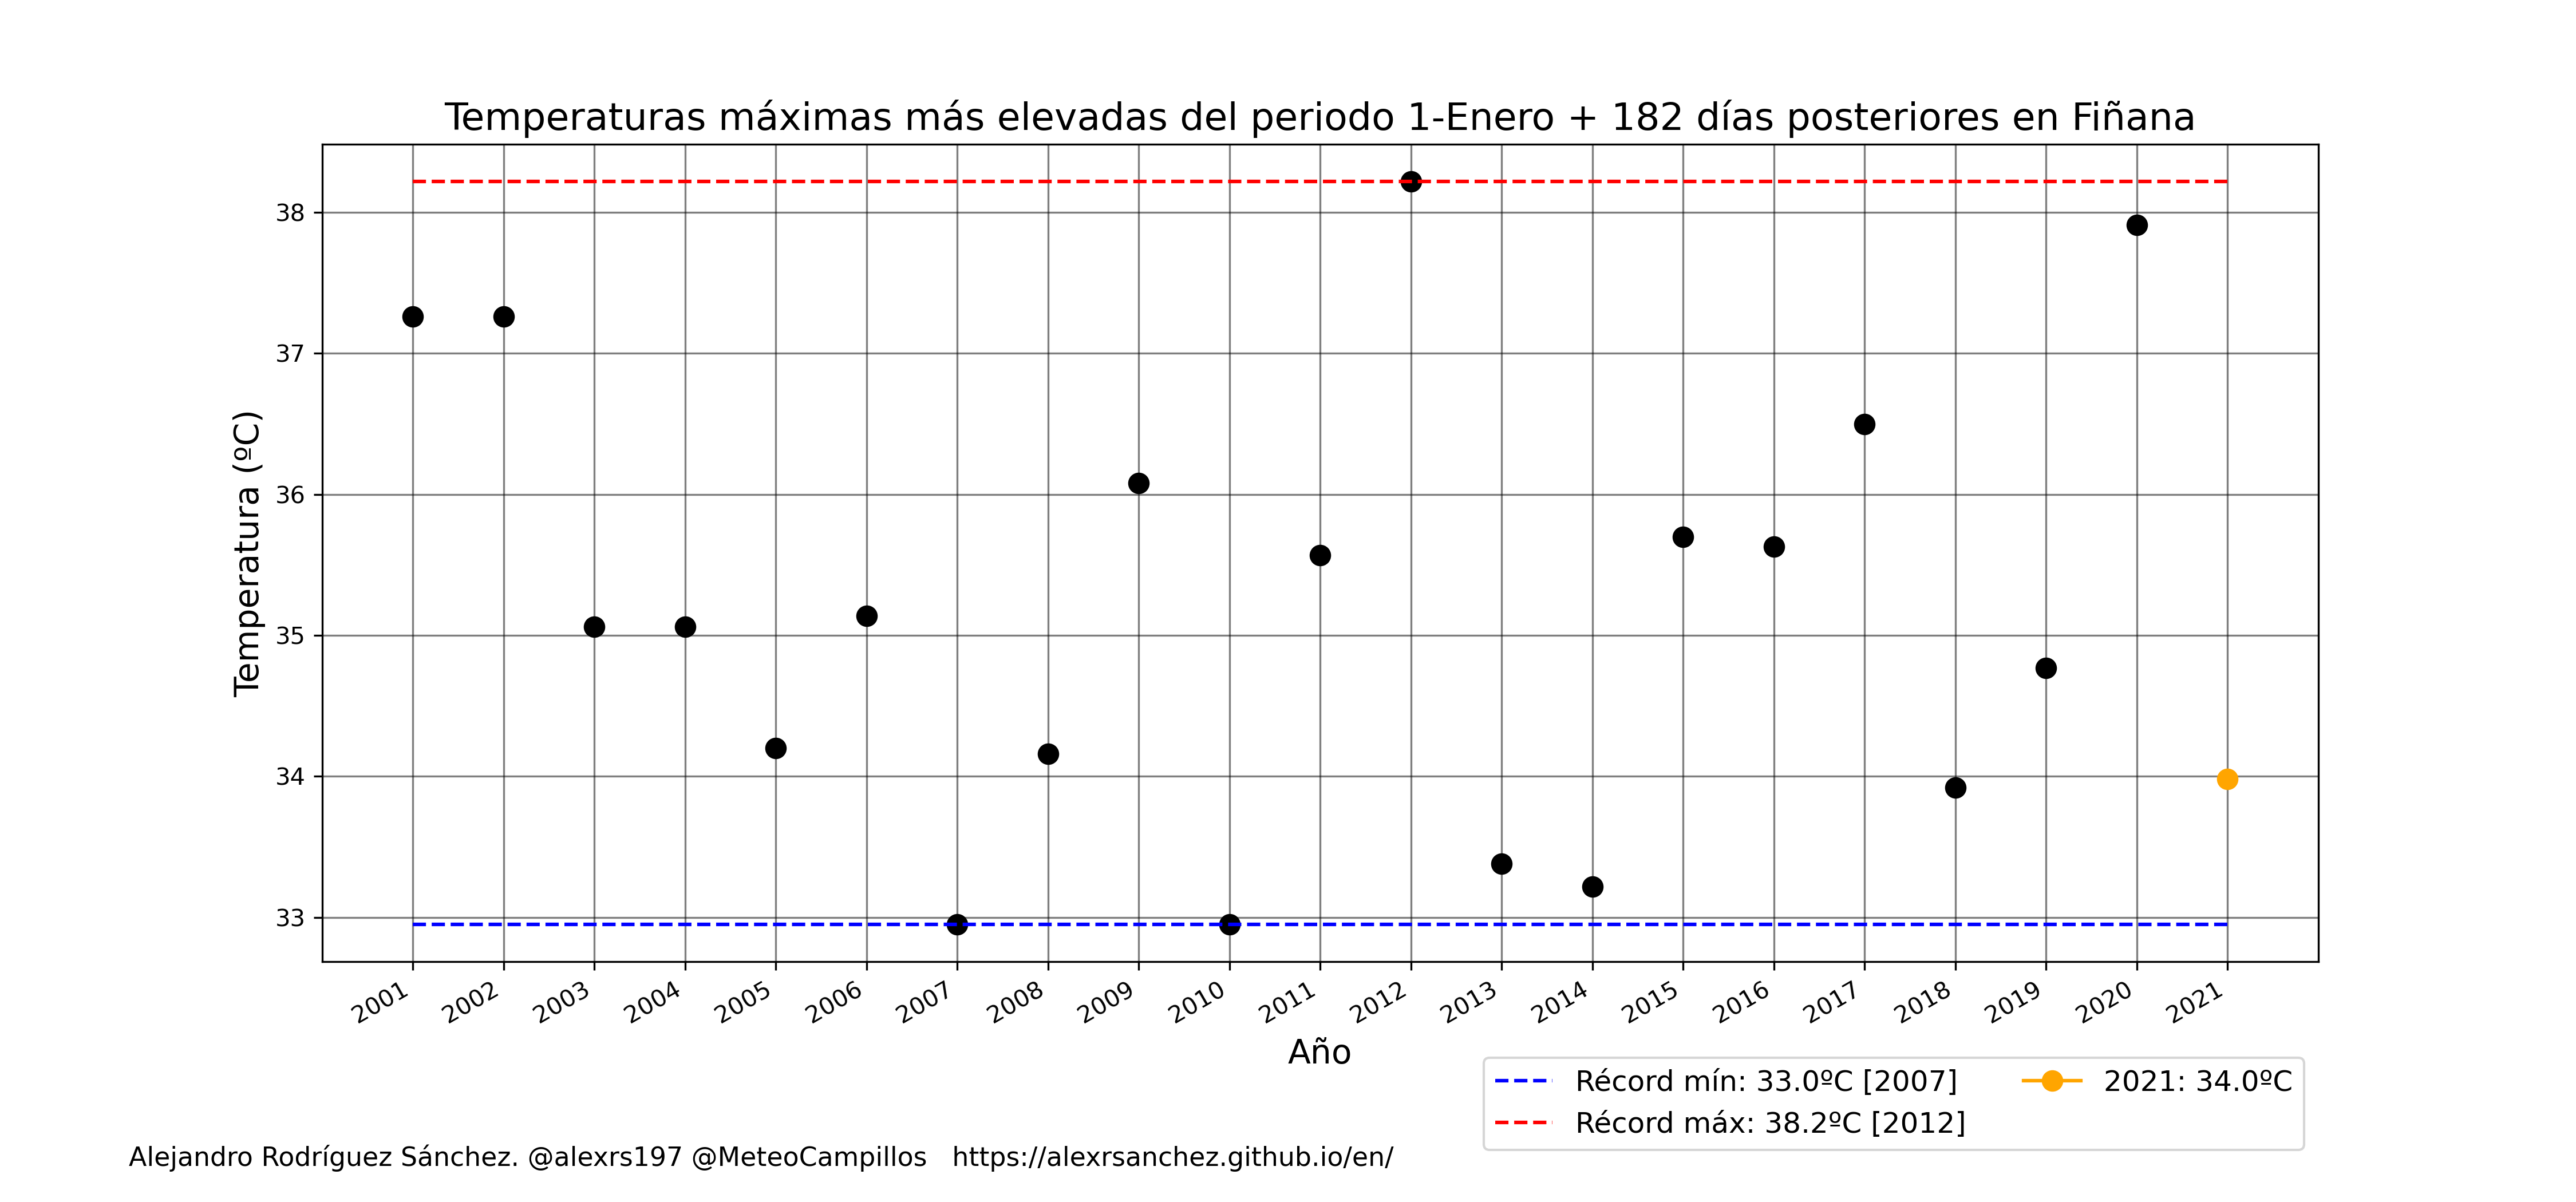 Temperaturas máximas más elevadas del periodo 1-Enero + 182 días posteriores en Fiñana
Temperatura (ºC)
38
37
36
35
34
33
2001 2002 2003 2004 2005 2006 2007 2008 2009 2010 2011 2012 2013 2014 2015 2016 2017 2018 2019 2020 2021
Año
Récord mín: 33.0ºC [2007]
Récord máx: 38.2ºC [2012]
2021: 34.0ºC
Alejandro Rodríguez Sánchez. @alexrs197 @MeteoCampillos https://alexrsanchez.github.io/en/